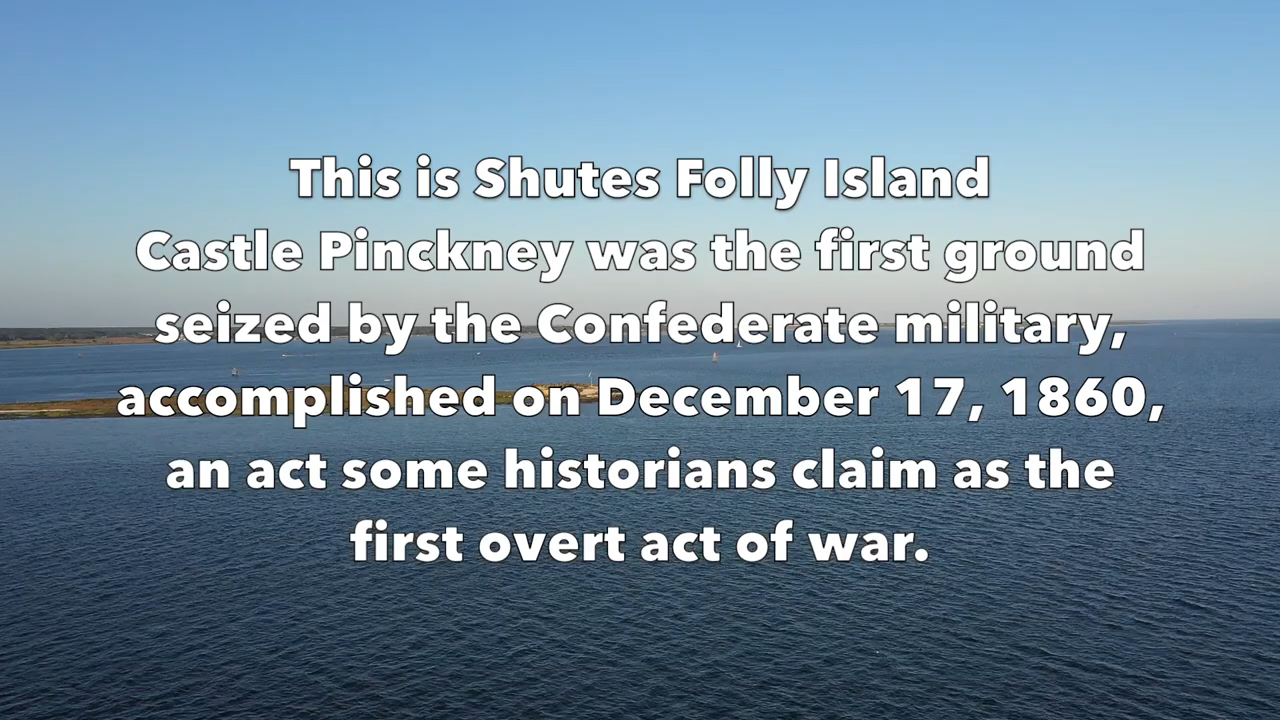 This is Shutes Folly Island
Castle Pinckney was the first ground
seized by the Confederate military,
accomplished on December 17, 1860,
an act some historians claim as the
first overt act of war.